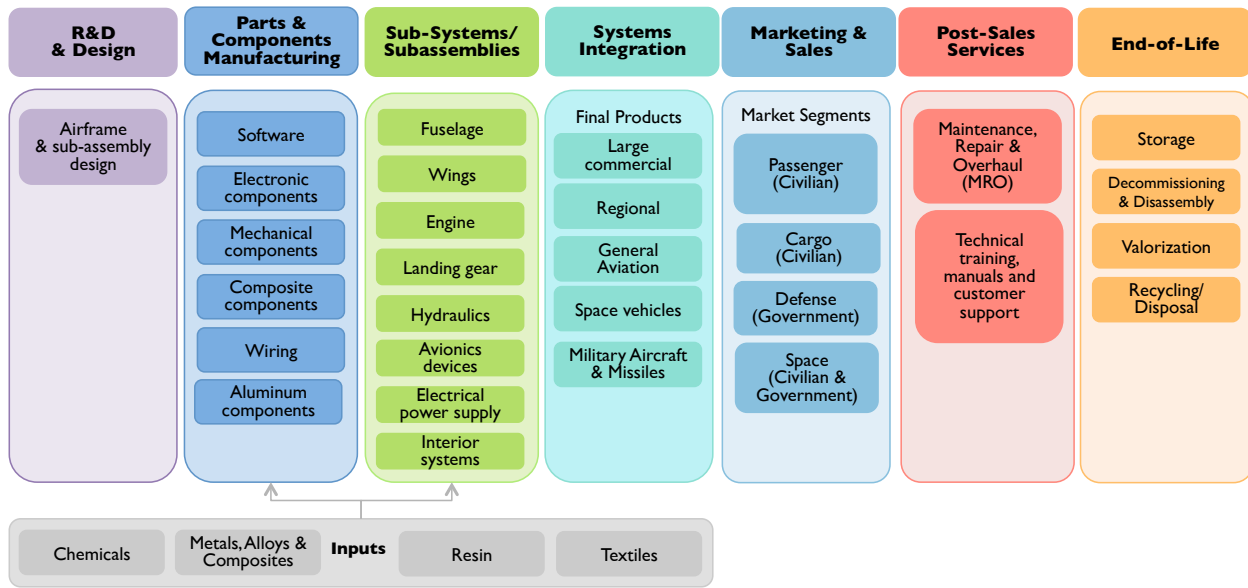 R&D
& Design
Parts &
Components
Manufacturing
Sub-Systems/
Subassemblies
Systems
Integration
Marketing &
Sales
Post-Sales
Services
End-of-Life
Airframe
& sub-assembly
design
Software
Electronic
components
Mechanical
components
Composite
components
Wiring
Aluminum
components
Fuselage
Wings
Engine
Landing gear
Hydraulics
Avionics
devices
Electrical
power supply
Interior
systems
Final Products
Large
commercial
Regional
General
Aviation
Space vehicles
Military Aircraft
& Missiles
Market Segments
Passenger
(Civilian)
Cargo
(Civilian)
Defense
(Government)
Space
(Civilian &
Government)
Maintenance,
Repair &
Overhaul
(MRO)
Technical
training,
manuals and
customer
support
Storage
Decommissioning
& Disassembly
Valorization
Recycling/
Disposal
Chemicals
Metals, Alloys &
Composites
Inputs
Resin
Textiles